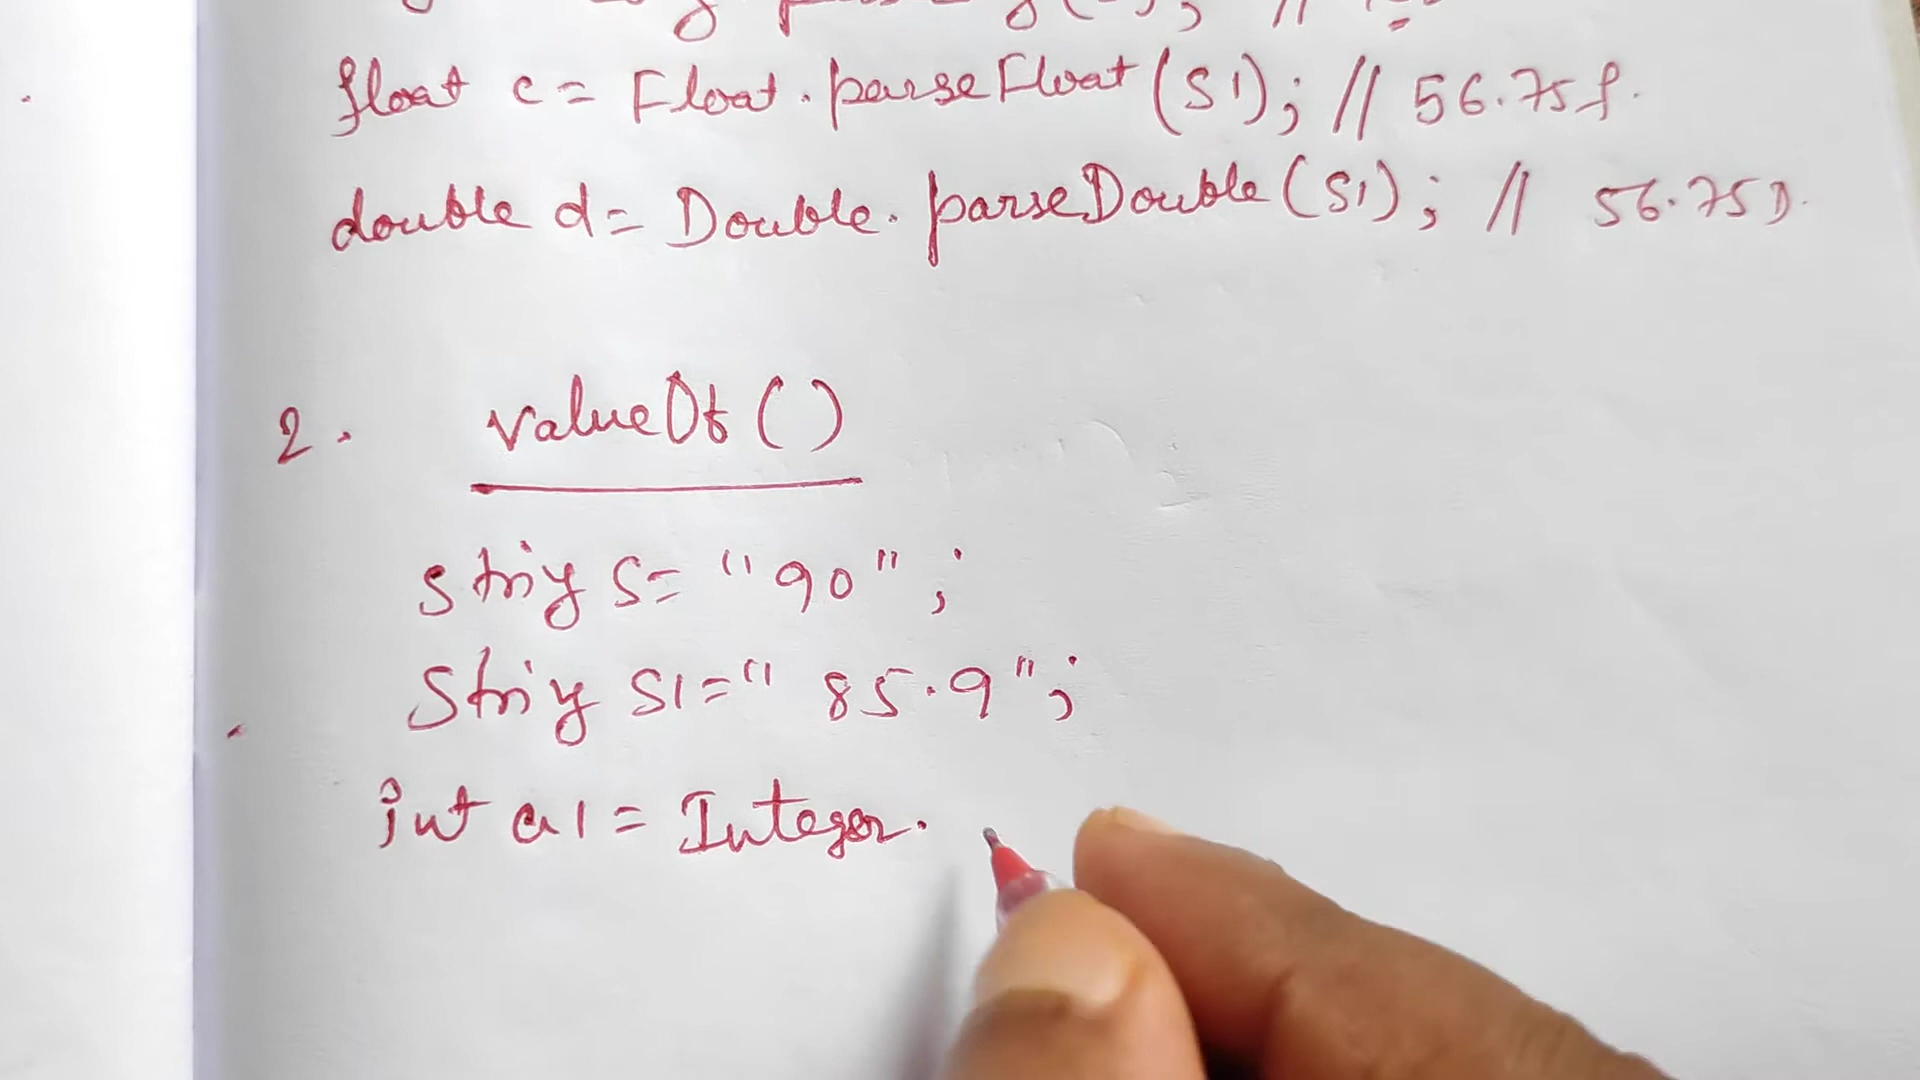 float c = Float.parseFloat(S1); // 56.75f.
double d = Double.parseDouble(S1); // 56.75D.
2. valueOf()
String S = "90";
String S1 = "85.9";
int a1 = Integer.